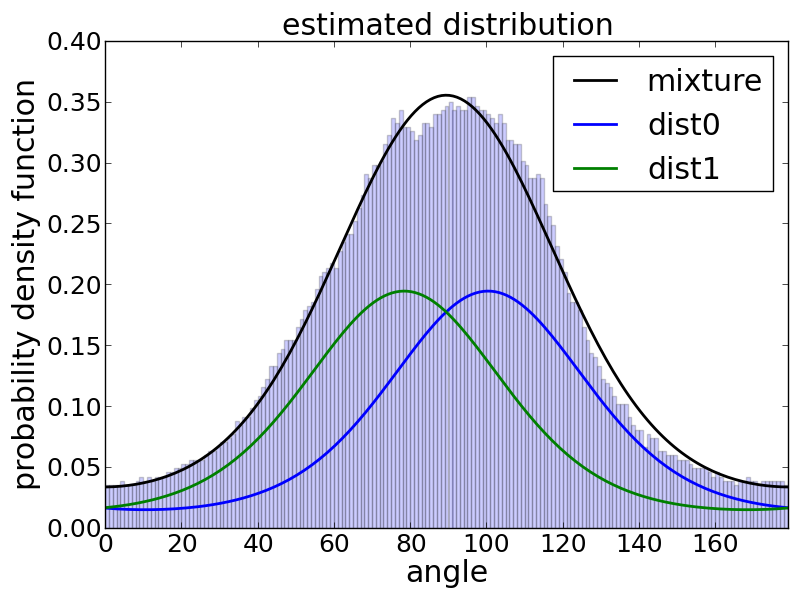 estimated distribution
0.40
0.35
0.30
0.25
0.20
0.15
0.10
0.05
0.00
probability density function
mixture
dist0
dist1
0 20 40 60 80 100 120 140 160
angle